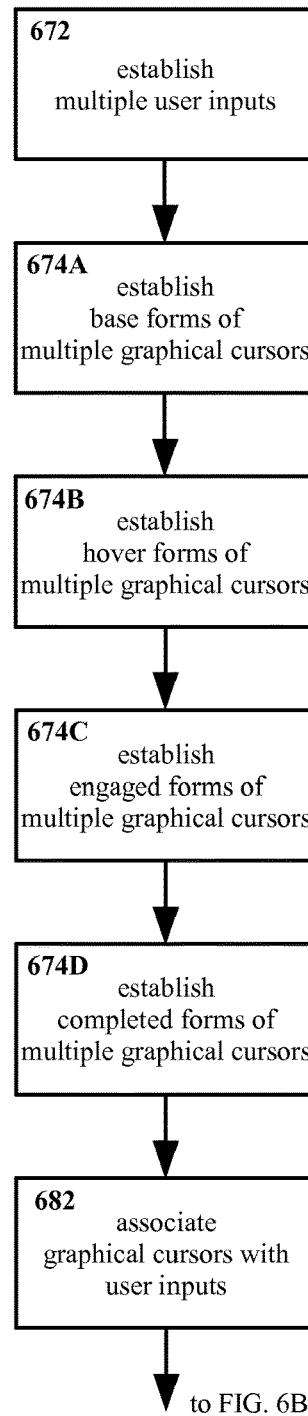 672
establish
multiple user inputs
674A
establish
base forms of
multiple graphical cursors
674B
establish
hover forms of
multiple graphical cursors
674C
establish
engaged forms of
multiple graphical cursors
674D
establish
completed forms of
multiple graphical cursors
682
associate
graphical cursors with
user inputs
to FIG. 6B